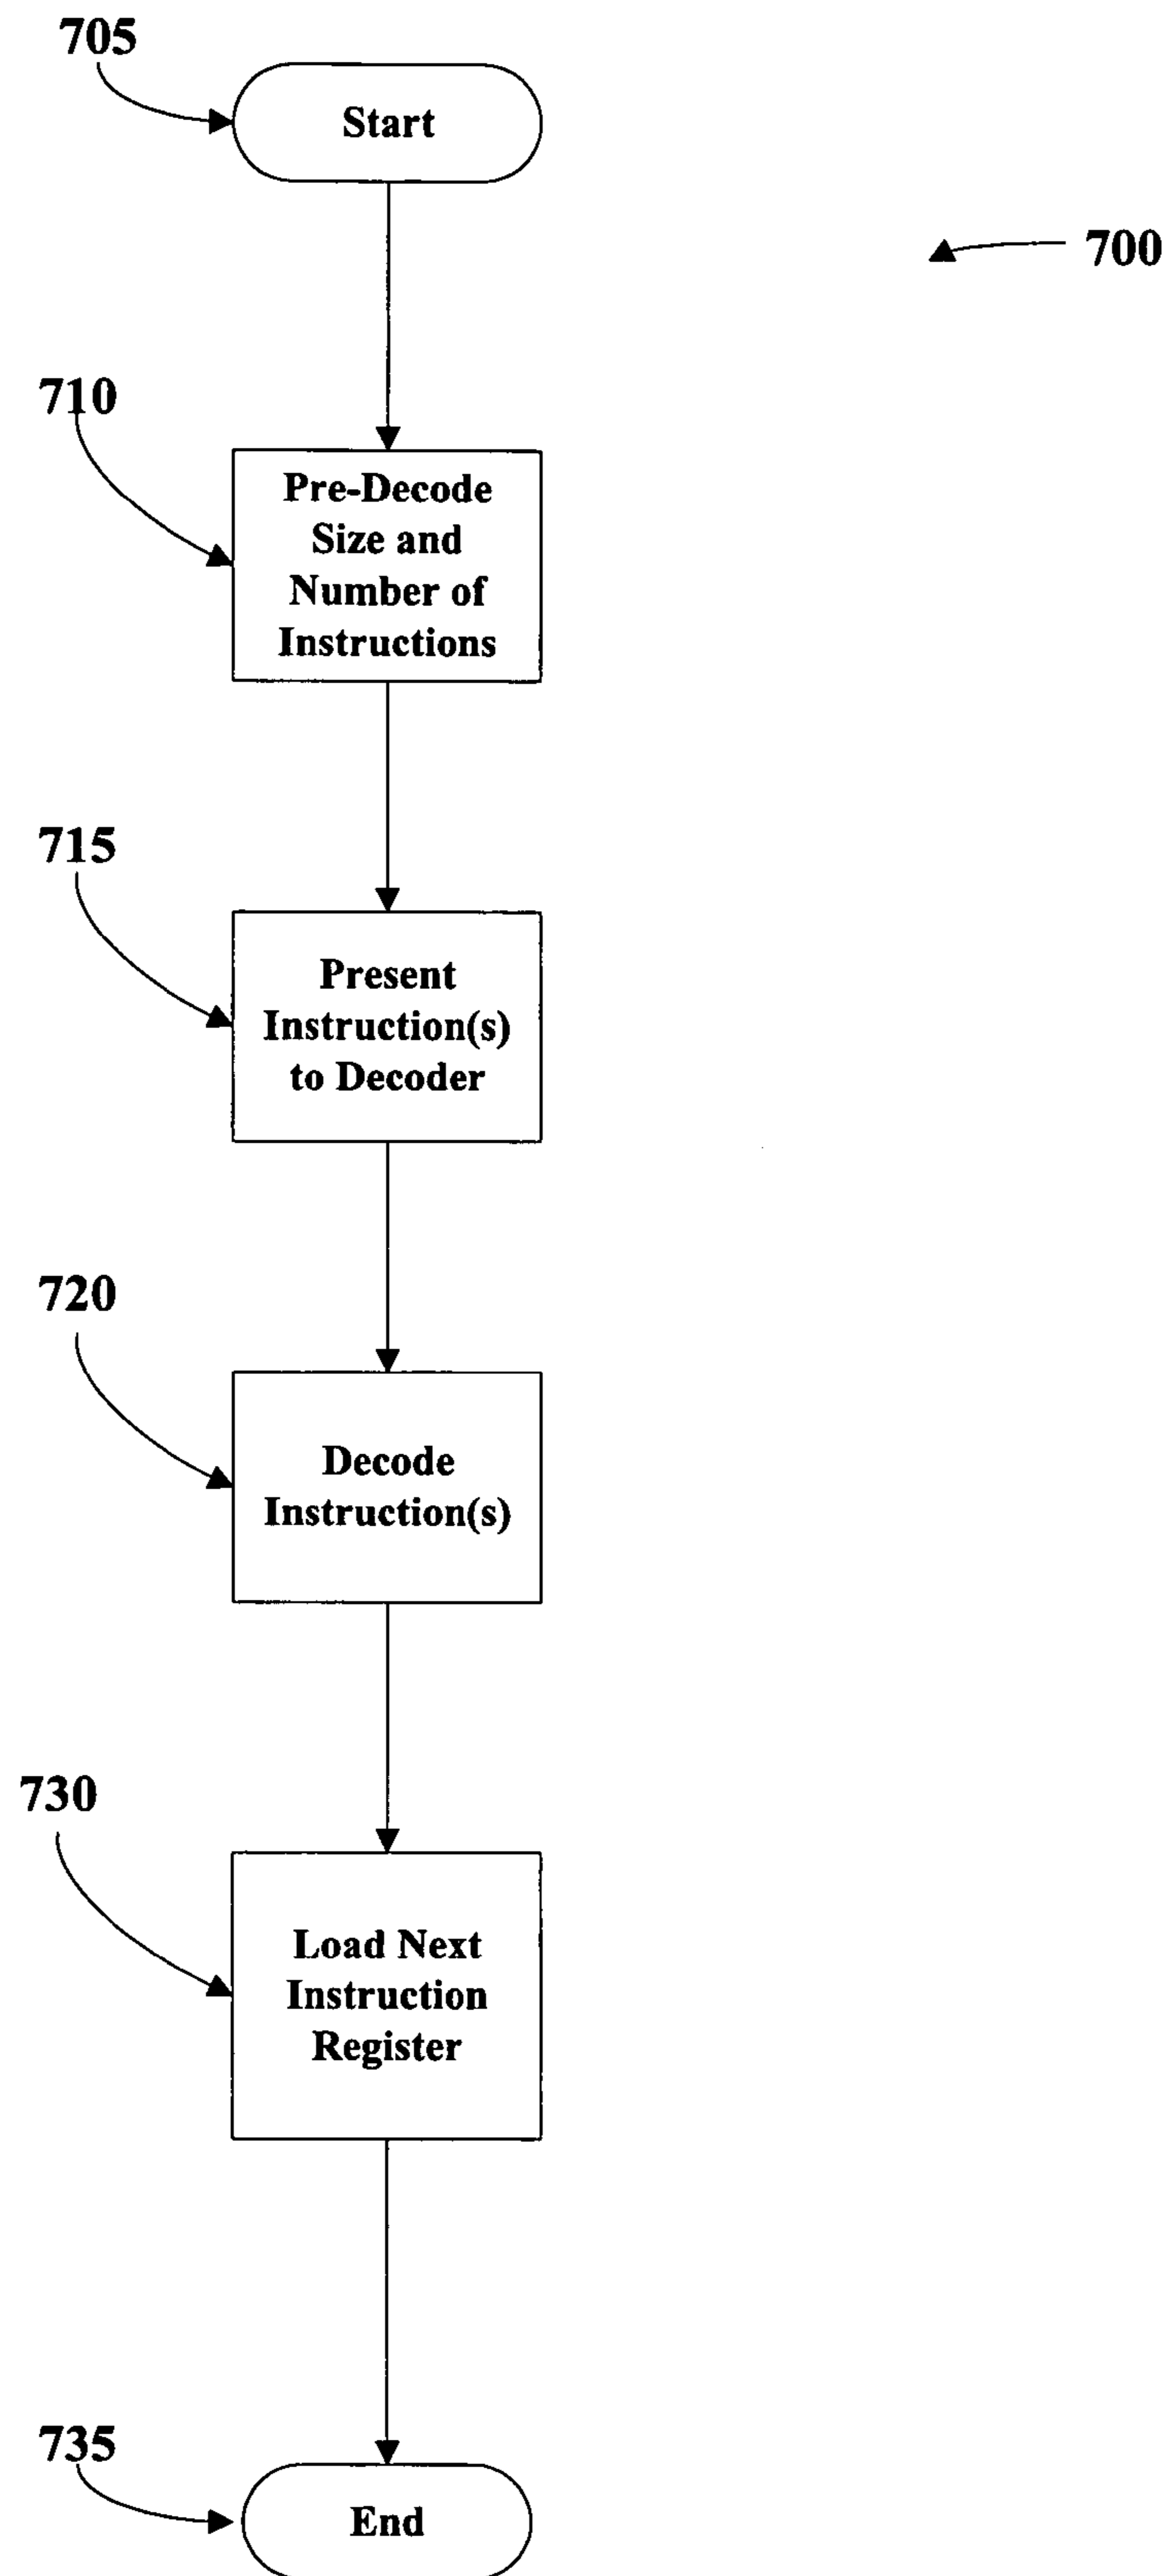 705
Start
700
710
Pre-Decode
Size and
Number of
Instructions
715
Present
Instruction(s)
to Decoder
720
Decode
Instruction(s)
730
Load Next
Instruction
Register
735
End